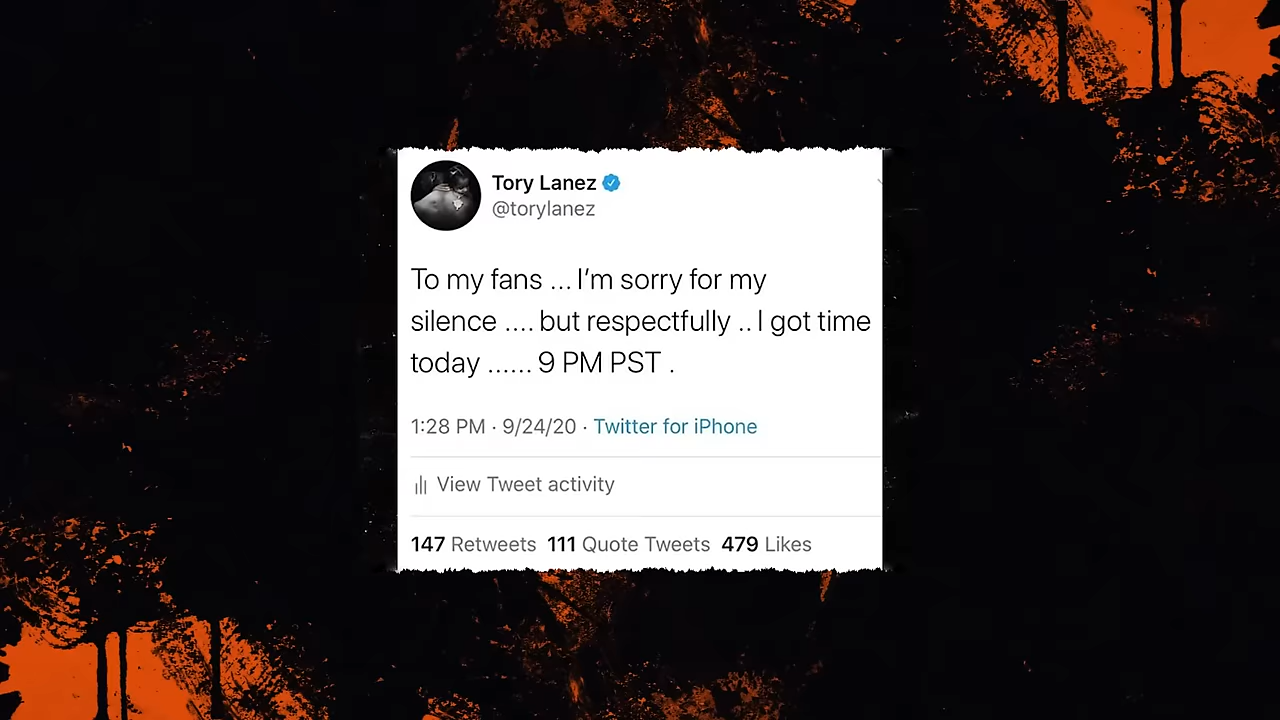 Tory Lanez
@torylanez
To my fans ... I'm sorry for my
silence .... but respectfully .. I got time
today ...... 9 PM PST .
1:28 PM · 9/24/20 · Twitter for iPhone
View Tweet activity
147 Retweets 111 Quote Tweets 479 Likes